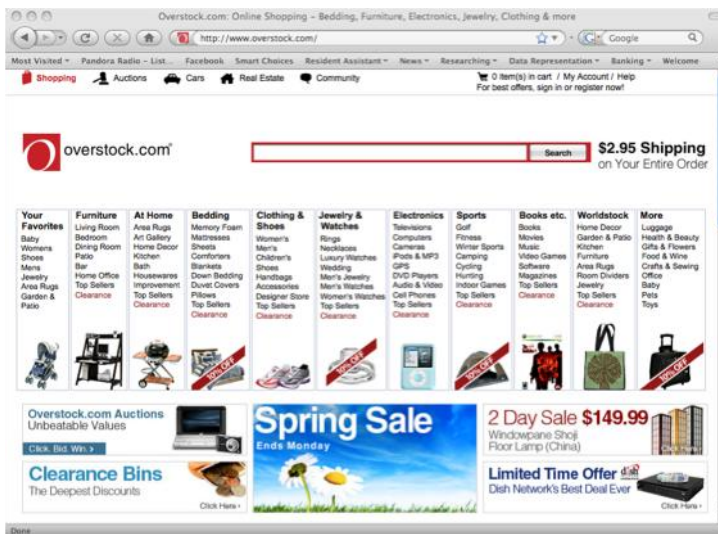 Overstock.com: Online Shopping – Bedding, Furniture, Electronics, Jewelry, Clothing & more
http://www.overstock.com/
Google
Most Visited Pandora Radio – List... Facebook Smart Choices Resident Assistant News Researching Data Representation Banking Welcome
Shopping Auctions Cars Real Estate Community
0 item(s) in cart / My Account / Help
For best offers, sign in or register now!
overstock.com
Search
$2.95 Shipping
on Your Entire Order
Your Favorites
Baby
Womens
Shoes
Mens
Jewelry
Area Rugs
Garden &
Patio
Furniture
Living Room
Bedroom
Dining Room
Patio
Bar
Home Office
Top Sellers
Clearance
At Home
Area Rugs
Art Gallery
Home Decor
Kitchen
Bath
Housewares
Improvement
Top Sellers
Clearance
Bedding
Memory Foam
Mattresses
Sheets
Comforters
Blankets
Down Bedding
Duvet Covers
Pillows
Top Sellers
Clearance
10% OFF
Clothing &
Shoes
Women's
Men's
Children's
Shoes
Handbags
Accessories
Designer Store
Top Sellers
Clearance
Jewelry &
Watches
Rings
Necklaces
Luxury Watches
Wedding
Men's Jewelry
Men's Watches
Women's Watches
Top Sellers
Clearance
10% OFF
Electronics
Televisions
Computers
Cameras
iPods & MP3
GPS
DVD Players
Audio & Video
Cell Phones
Top Sellers
Clearance
Sports
Golf
Fitness
Winter Sports
Camping
Cycling
Hunting
Indoor Games
Top Sellers
Clearance
10% OFF
Books etc.
Books
Movies
Music
Video Games
Software
Magazines
Top Sellers
Clearance
Worldstock
Home Decor
Garden & Patio
Kitchen
Furniture
Area Rugs
Room Dividers
Jewelry
Top Sellers
Clearance
More
Luggage
Health & Beauty
Gifts & Flowers
Food & Wine
Crafts & Sewing
Office
Baby
Pets
Toys
10% OFF
Overstock.com Auctions
Unbeatable Values
Click. Bid. Win. >
Clearance Bins
The Deepest Discounts
Click Here ›
Spring Sale
Ends Monday
2 Day Sale $149.99
Windowpane Shoji
Floor Lamp (China)
Click Here ›
Limited Time Offer dish
Dish Network's Best Deal Ever
Click Here ›
Done